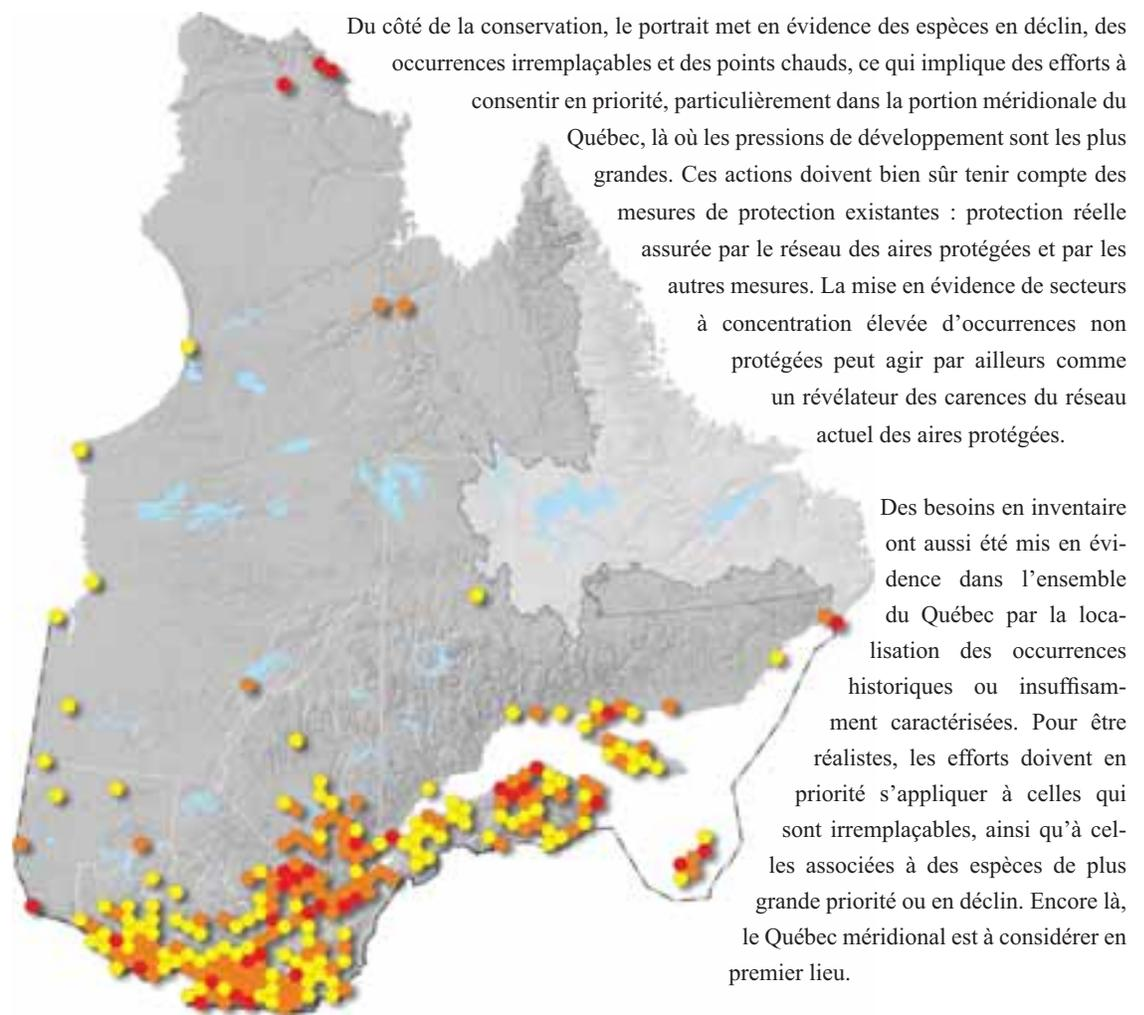 Du côté de la conservation, le portrait met en évidence des espèces en déclin, des
occurrences irremplaçables et des points chauds, ce qui implique des efforts à
consentir en priorité, particulièrement dans la portion méridionale du
Québec, là où les pressions de développement sont les plus
grandes. Ces actions doivent bien sûr tenir compte des
mesures de protection existantes : protection réelle
assurée par le réseau des aires protégées et par les
autres mesures. La mise en évidence de secteurs
à concentration élevée d’occurrences non
protégées peut agir par ailleurs comme
un révélateur des carences du réseau
actuel des aires protégées.
Des besoins en inventaire
ont aussi été mis en évi-
dence dans l’ensemble
du Québec par la loca-
lisation des occurrences
historiques ou insuffisam-
ment caractérisées. Pour être
réalistes, les efforts doivent en
priorité s’appliquer à celles qui
sont irremplaçables, ainsi qu’à cel-
les associées à des espèces de plus
grande priorité ou en déclin. Encore là,
le Québec méridional est à considérer en
premier lieu.